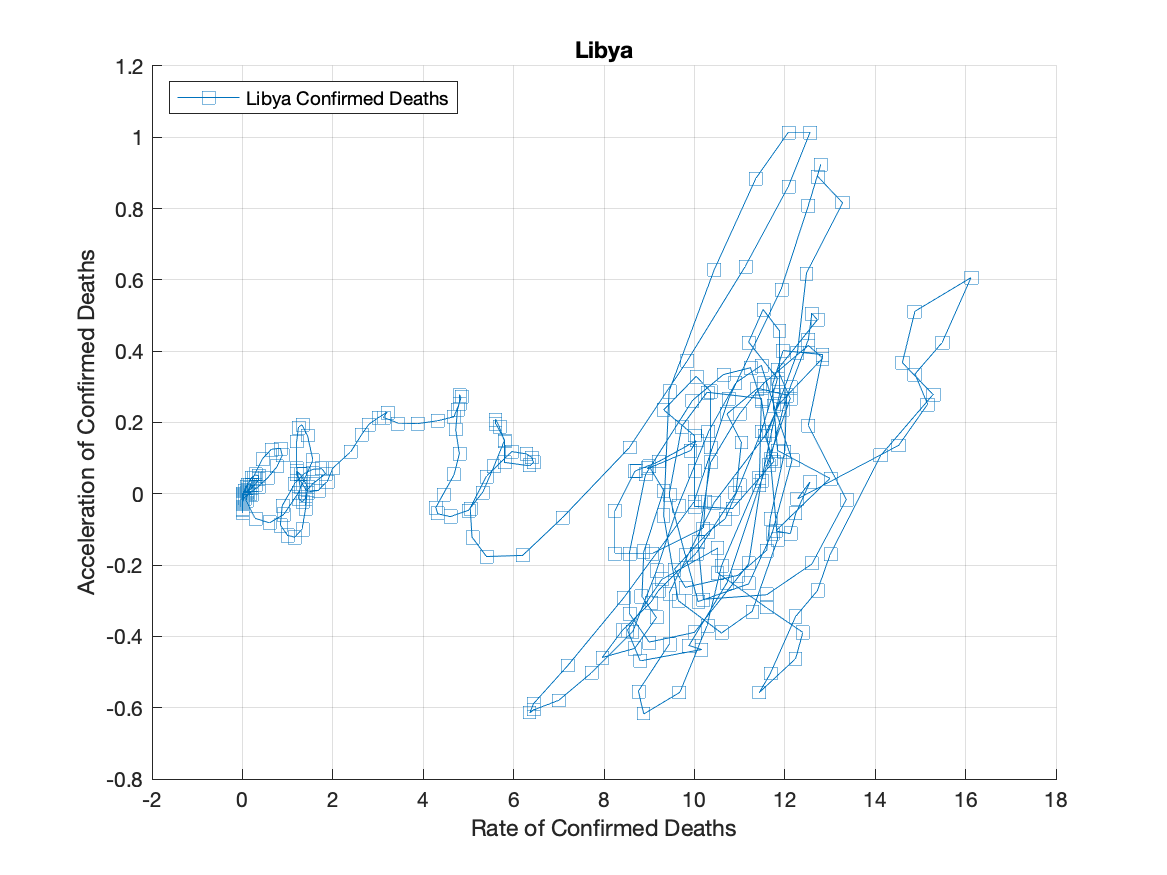 Libya
Libya Confirmed Deaths
Acceleration of Confirmed Deaths
1.2
1
0.8
0.6
0.4
0.2
0
-0.2
-0.4
-0.6
-0.8
-2 0 2 4 6 8 10 12 14 16 18
Rate of Confirmed Deaths